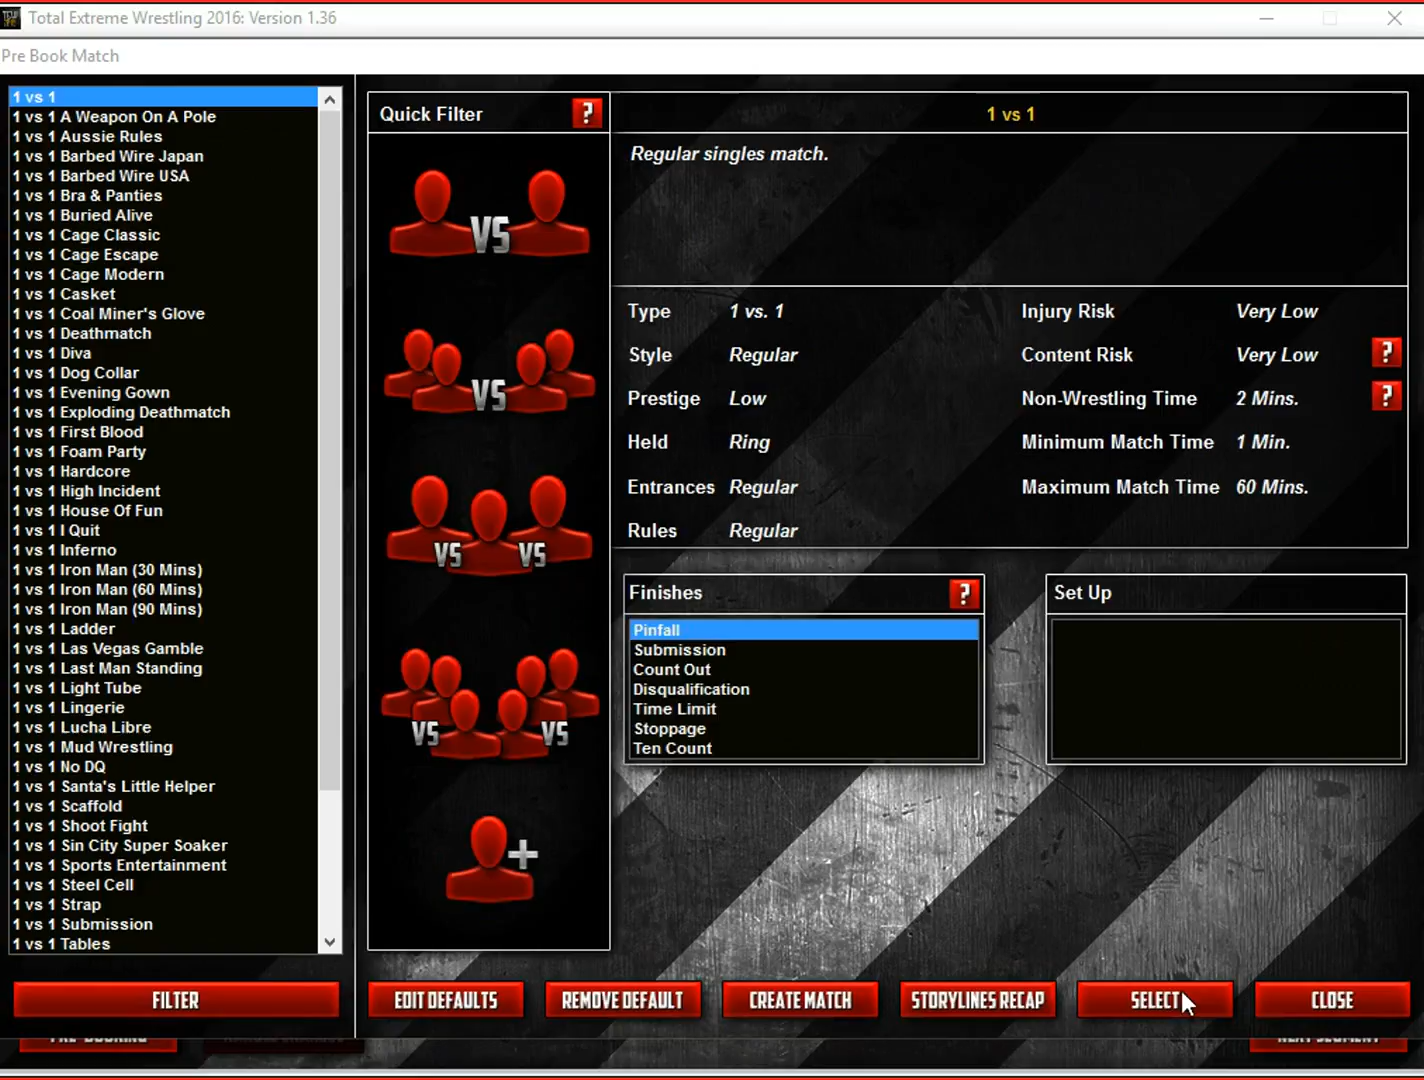 Total Extreme Wrestling 2016: Version 1.36
Pre Book Match
1 vs 1
1 vs 1 A Weapon On A Pole
1 vs 1 Aussie Rules
1 vs 1 Barbed Wire Japan
1 vs 1 Barbed Wire USA
1 vs 1 Bra & Panties
1 vs 1 Buried Alive
1 vs 1 Cage Classic
1 vs 1 Cage Escape
1 vs 1 Cage Modern
1 vs 1 Casket
1 vs 1 Coal Miner's Glove
1 vs 1 Deathmatch
1 vs 1 Diva
1 vs 1 Dog Collar
1 vs 1 Evening Gown
1 vs 1 Exploding Deathmatch
1 vs 1 First Blood
1 vs 1 Foam Party
1 vs 1 Hardcore
1 vs 1 High Incident
1 vs 1 House Of Fun
1 vs 1 I Quit
1 vs 1 Inferno
1 vs 1 Iron Man (30 Mins)
1 vs 1 Iron Man (60 Mins)
1 vs 1 Iron Man (90 Mins)
1 vs 1 Ladder
1 vs 1 Las Vegas Gamble
1 vs 1 Last Man Standing
1 vs 1 Light Tube
1 vs 1 Lingerie
1 vs 1 Lucha Libre
1 vs 1 Mud Wrestling
1 vs 1 No DQ
1 vs 1 Santa's Little Helper
1 vs 1 Scaffold
1 vs 1 Shoot Fight
1 vs 1 Sin City Super Soaker
1 vs 1 Sports Entertainment
1 vs 1 Steel Cell
1 vs 1 Strap
1 vs 1 Submission
1 vs 1 Tables
FILTER
Quick Filter ?
VS
VS
VS VS
VS VS
+
1 vs 1
Regular singles match.
Type 1 vs. 1
Style Regular
Prestige Low
Held Ring
Entrances Regular
Rules Regular
Injury Risk Very Low
Content Risk Very Low ?
Non-Wrestling Time 2 Mins. ?
Minimum Match Time 1 Min.
Maximum Match Time 60 Mins.
Finishes ?
Pinfall
Submission
Count Out
Disqualification
Time Limit
Stoppage
Ten Count
Set Up
EDIT DEFAULTS
REMOVE DEFAULT
CREATE MATCH
STORYLINES RECAP
SELECT
CLOSE
PRE-BOOKING
NEXT SEGMENT